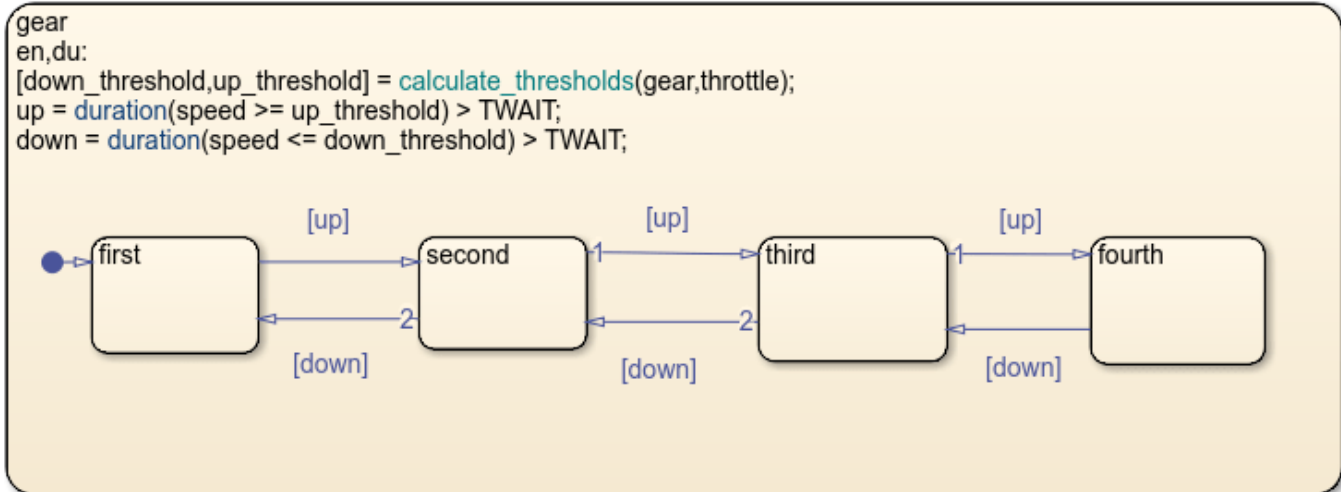 gear
en,du:
[down_threshold,up_threshold] = calculate_thresholds(gear,throttle);
up = duration(speed >= up_threshold) > TWAIT;
down = duration(speed <= down_threshold) > TWAIT;
[up] [up] [up]
first second 1 third 1 fourth
2 2
[down] [down] [down]